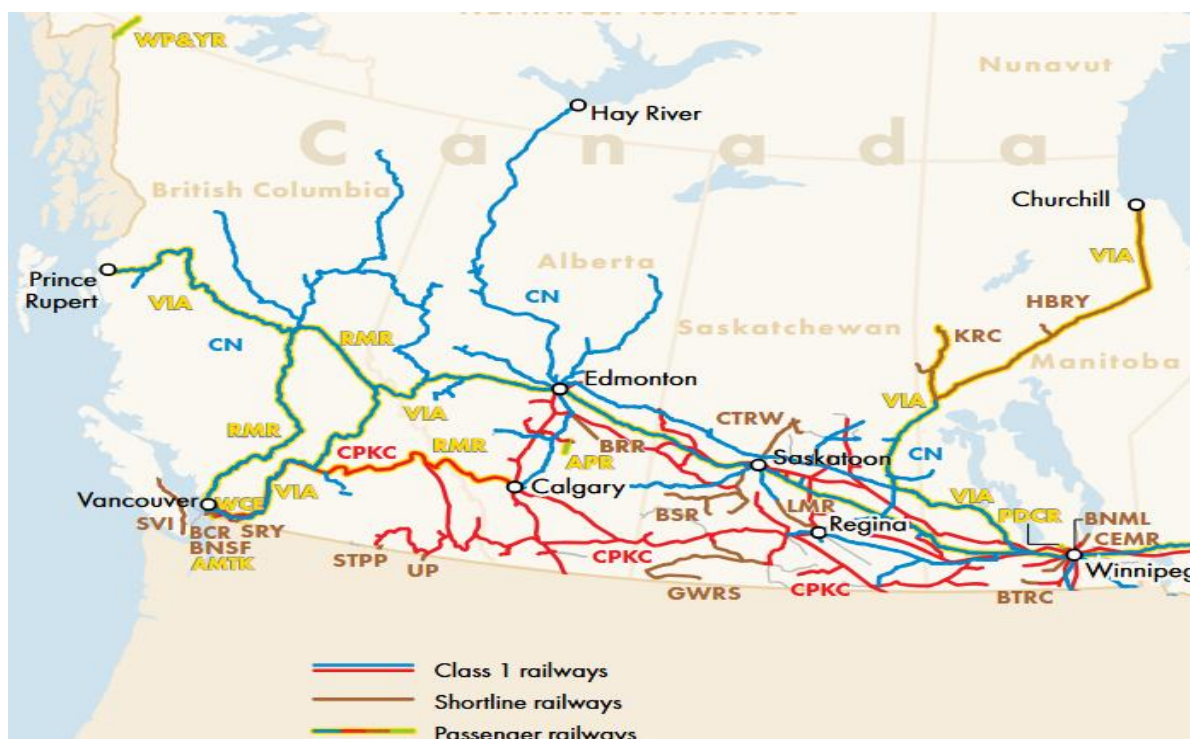 WP&YR
Nunavut
Hay River
Canada
British Columbia
Churchill
Alberta
VIA
Prince
Rupert
VIA
CN
HBRY
Saskatchewan
KRC
CN
RMR
Manitoba
Edmonton
VIA
VIA
CTRW
RMR
BRR
CPKC
RMR
APR
Saskatoon
CN
Calgary
VIA
Vancouver
WCE
VIA
LMR
PDCR
SVI
BCR
SRY
BSR
Regina
BNML
BNSF
CEMR
AMTK
STPP
UP
CPKC
Winnipeg
GWRS
CPKC
BTRC
Class 1 railways
Shortline railways
Passenger railways